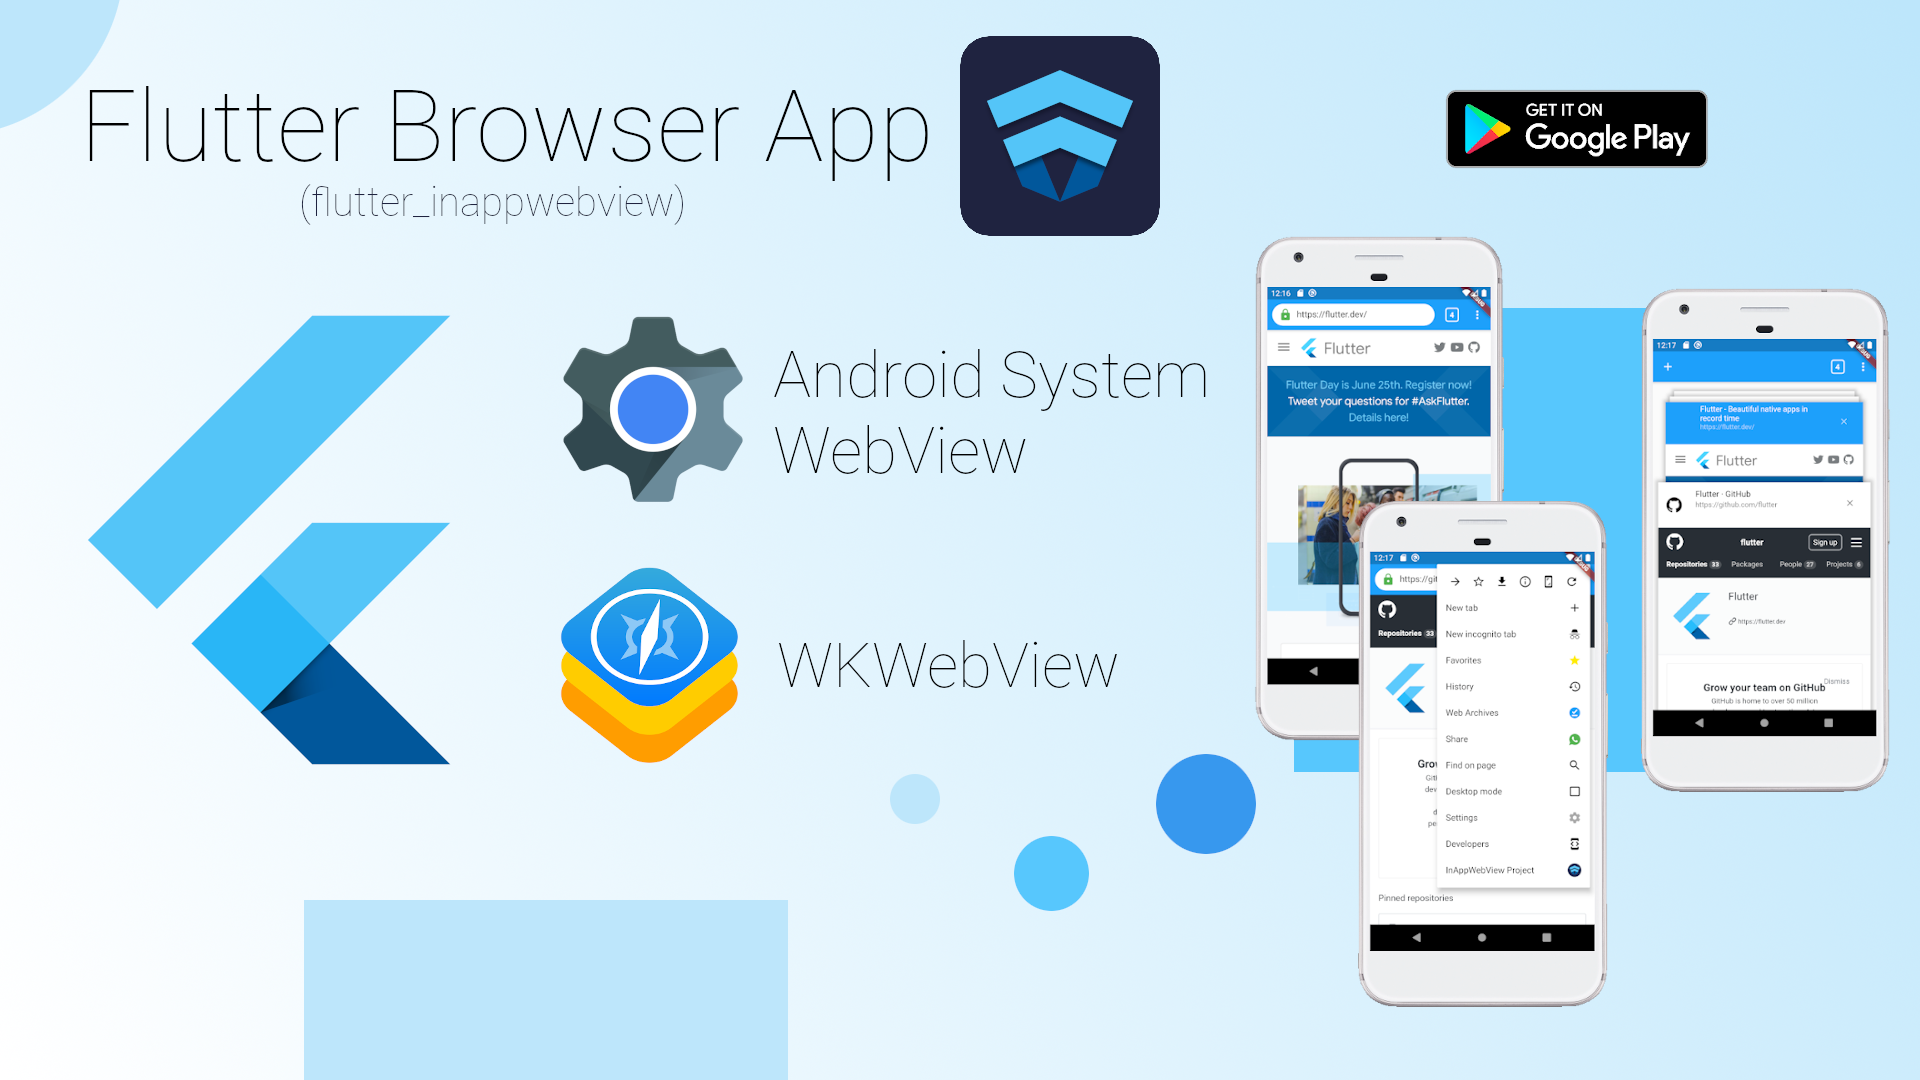 Flutter Browser App
(flutter_inappwebview)
GET IT ON
Google Play
Android System
WebView
WKWebView
12:16
https://flutter.dev/
4
Flutter
Flutter Day is June 25th. Register now!
Tweet your questions for #AskFlutter.
Details here!
12:17
https://git
Repositories 33
New tab
New incognito tab
Favorites
History
Web Archives
Share
Find on page
Desktop mode
Settings
Developers
InAppWebView Project
Pinned repositories
12:17
4
Flutter - Beautiful native apps in
record time
https://flutter.dev/
Flutter
Flutter · GitHub
https://github.com/flutter
flutter
Sign up
Repositories 33 Packages People 27 Projects 6
Flutter
https://flutter.dev
Dismiss
Grow your team on GitHub
GitHub is home to over 50 million